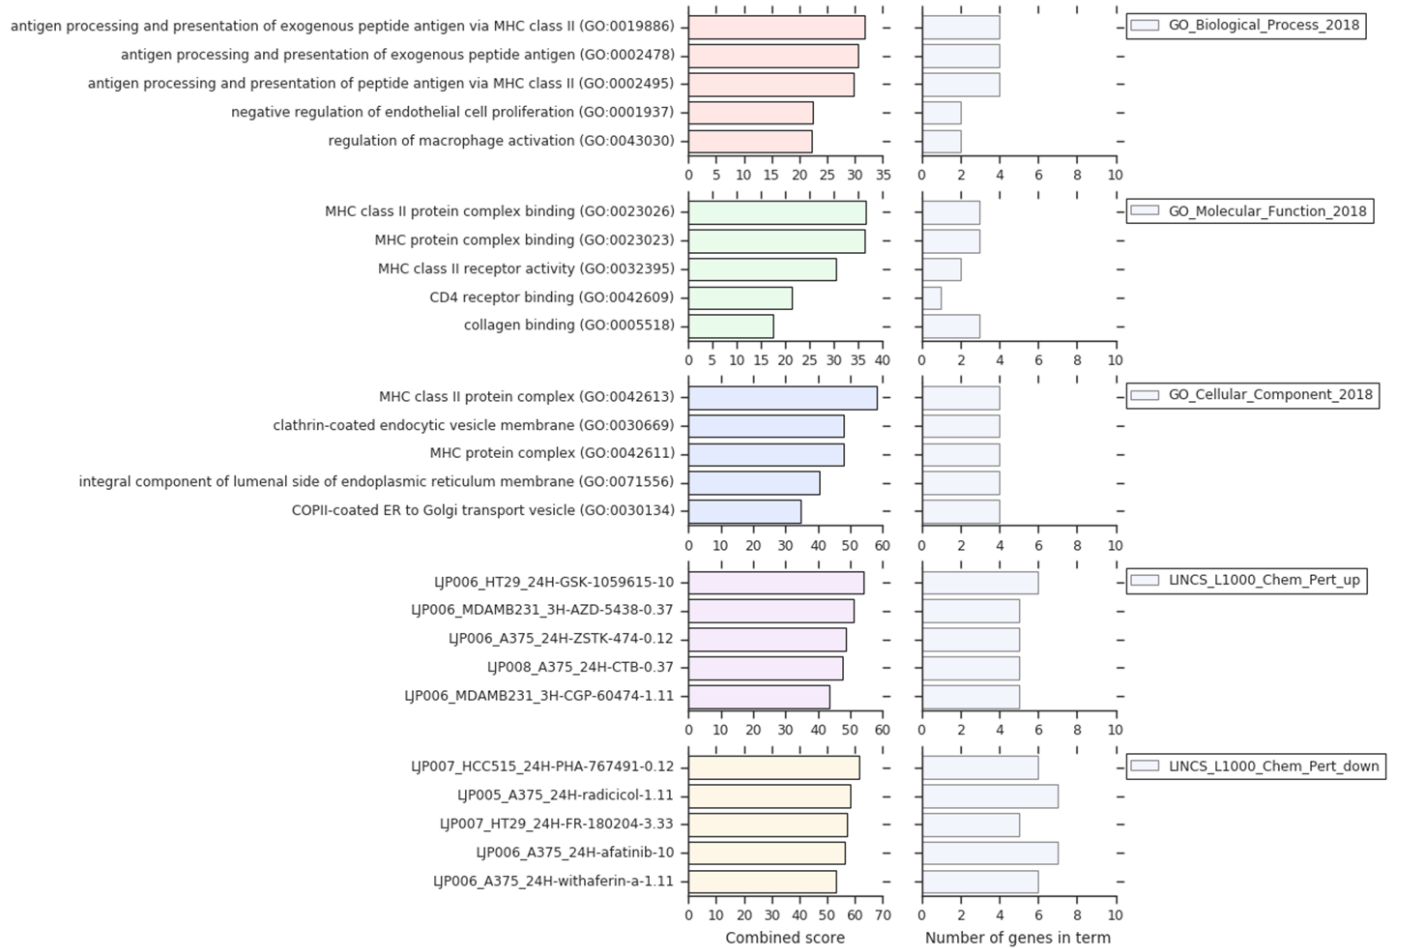 antigen processing and presentation of exogenous peptide antigen via MHC class II (GO:0019886)
antigen processing and presentation of exogenous peptide antigen (GO:0002478)
antigen processing and presentation of peptide antigen via MHC class II (GO:0002495)
negative regulation of endothelial cell proliferation (GO:0001937)
regulation of macrophage activation (GO:0043030)
0 5 10 15 20 25 30 35
0 2 4 6 8 10
GO_Biological_Process_2018
MHC class II protein complex binding (GO:0023026)
MHC protein complex binding (GO:0023023)
MHC class II receptor activity (GO:0032395)
CD4 receptor binding (GO:0042609)
collagen binding (GO:0005518)
0 5 10 15 20 25 30 35 40
0 2 4 6 8 10
GO_Molecular_Function_2018
MHC class II protein complex (GO:0042613)
clathrin-coated endocytic vesicle membrane (GO:0030669)
MHC protein complex (GO:0042611)
integral component of lumenal side of endoplasmic reticulum membrane (GO:0071556)
COPII-coated ER to Golgi transport vesicle (GO:0030134)
0 10 20 30 40 50 60
0 2 4 6 8 10
GO_Cellular_Component_2018
LJP006_HT29_24H-GSK-1059615-10
LJP006_MDAMB231_3H-AZD-5438-0.37
LJP006_A375_24H-ZSTK-474-0.12
LJP008_A375_24H-CTB-0.37
LJP006_MDAMB231_3H-CGP-60474-1.11
0 10 20 30 40 50 60
0 2 4 6 8 10
LINCS_L1000_Chem_Pert_up
LJP007_HCC515_24H-PHA-767491-0.12
LJP005_A375_24H-radicicol-1.11
LJP007_HT29_24H-FR-180204-3.33
LJP006_A375_24H-afatinib-10
LJP006_A375_24H-withaferin-a-1.11
0 10 20 30 40 50 60 70
0 2 4 6 8 10
LINCS_L1000_Chem_Pert_down
Combined score
Number of genes in term